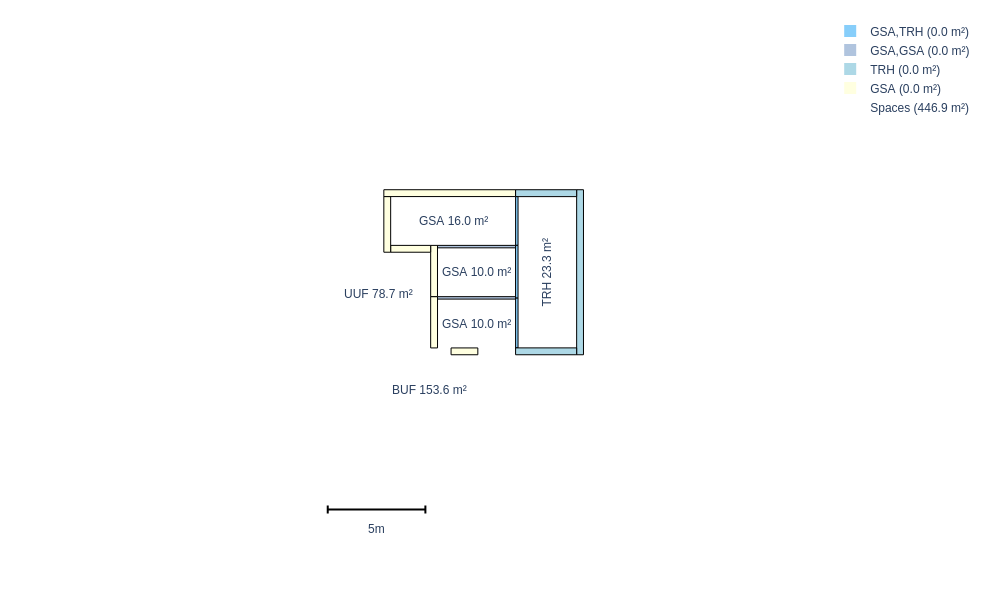 GSA,TRH (0.0 m²)
GSA,GSA (0.0 m²)
TRH (0.0 m²)
GSA (0.0 m²)
Spaces (446.9 m²)
GSA 16.0 m²
GSA 10.0 m²
TRH 23.3 m²
UUF 78.7 m²
GSA 10.0 m²
BUF 153.6 m²
5m